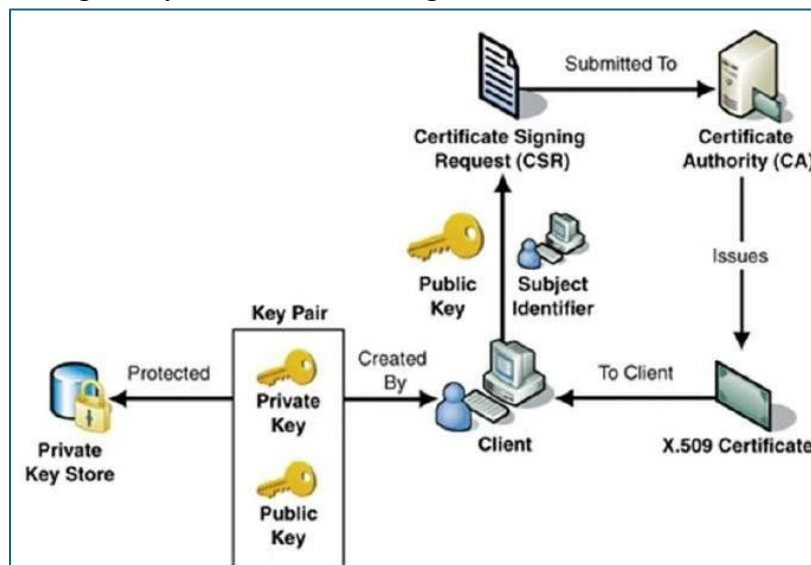 Submitted To
Certificate Signing
Request (CSR)
Certificate
Authority (CA)
Public
Key
Subject
Identifier
Issues
Key Pair
Protected
Private
Key
Created
By
To Client
Private
Key Store
Client
X.509 Certificate
Public
Key